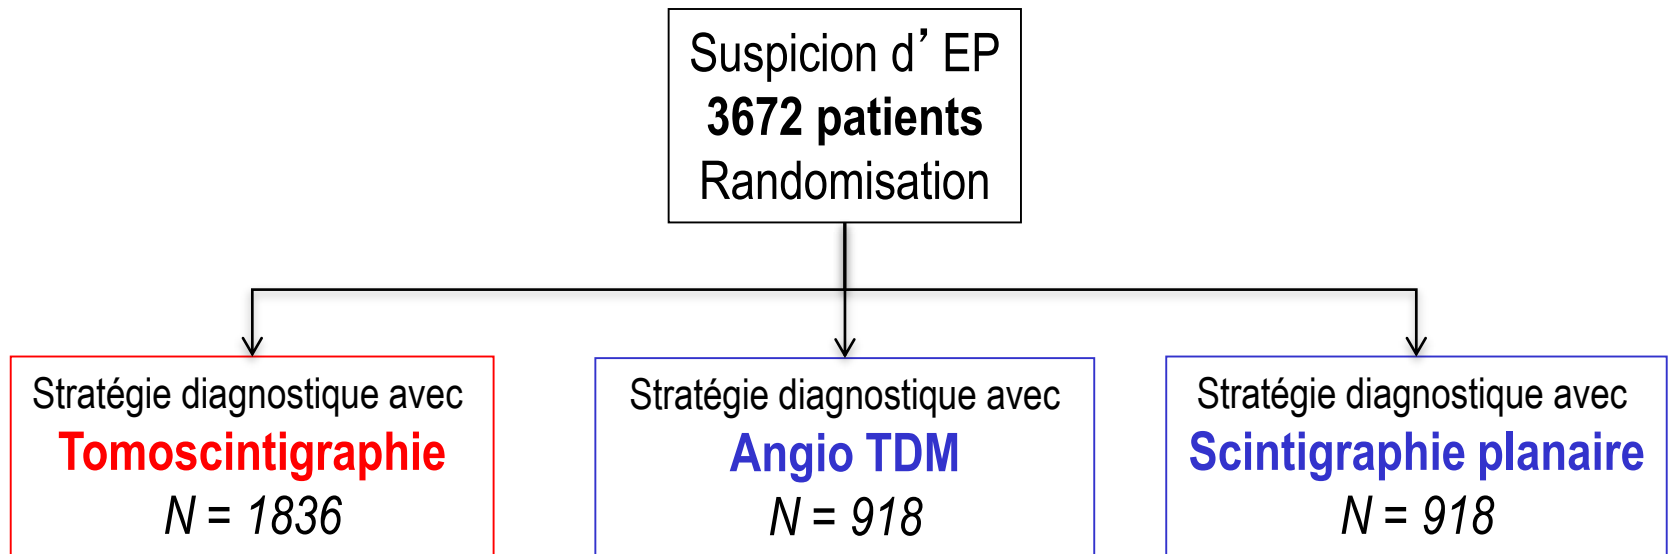 Suspicion d’ EP
3672 patients
Randomisation
Stratégie diagnostique avec
Tomoscintigraphie
N = 1836
Stratégie diagnostique avec
Angio TDM
N = 918
Stratégie diagnostique avec
Scintigraphie planaire
N = 918